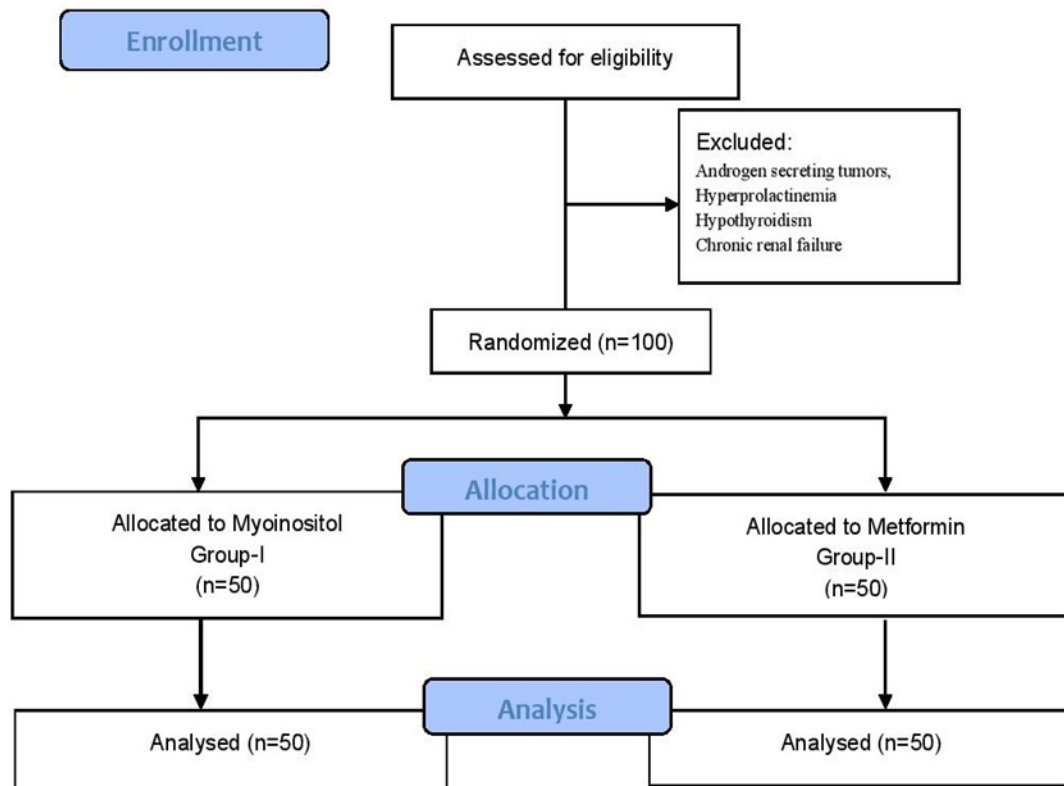 Enrollment
Assessed for eligibility
Excluded:
Androgen secreting tumors,
Hyperprolactinemia
Hypothyroidism
Chronic renal failure
Randomized (n=100)
Allocation
Allocated to Myoinositol
Group-I
(n=50)
Allocated to Metformin
Group-II
(n=50)
Analysis
Analysed (n=50)
Analysed (n=50)